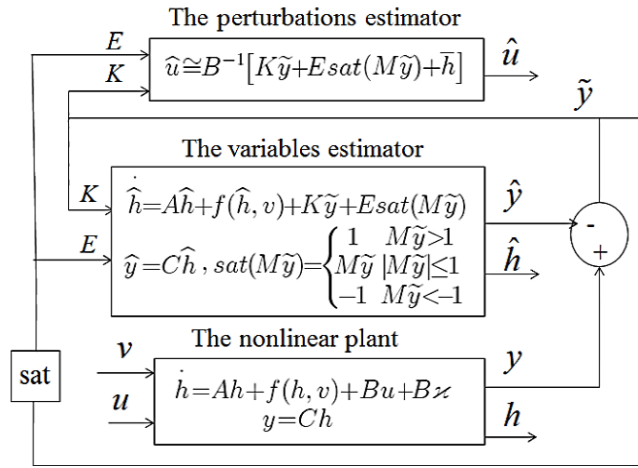 The perturbations estimator
E
K
û≅B⁻¹[Kỹ+Esat(Mỹ)+h̅]
û
ỹ
The variables estimator
K
E
ĥ̇=Aĥ+f(ĥ, v)+Kỹ+Esat(Mỹ)
ŷ=Cĥ, sat(Mỹ)={1 Mỹ>1
Mỹ |Mỹ|≤1
-1 Mỹ<-1
ŷ
ĥ
-
+
The nonlinear plant
sat
v
u
ḣ=Ah+f(h, v)+Bu+Bϰ
y=Ch
y
h